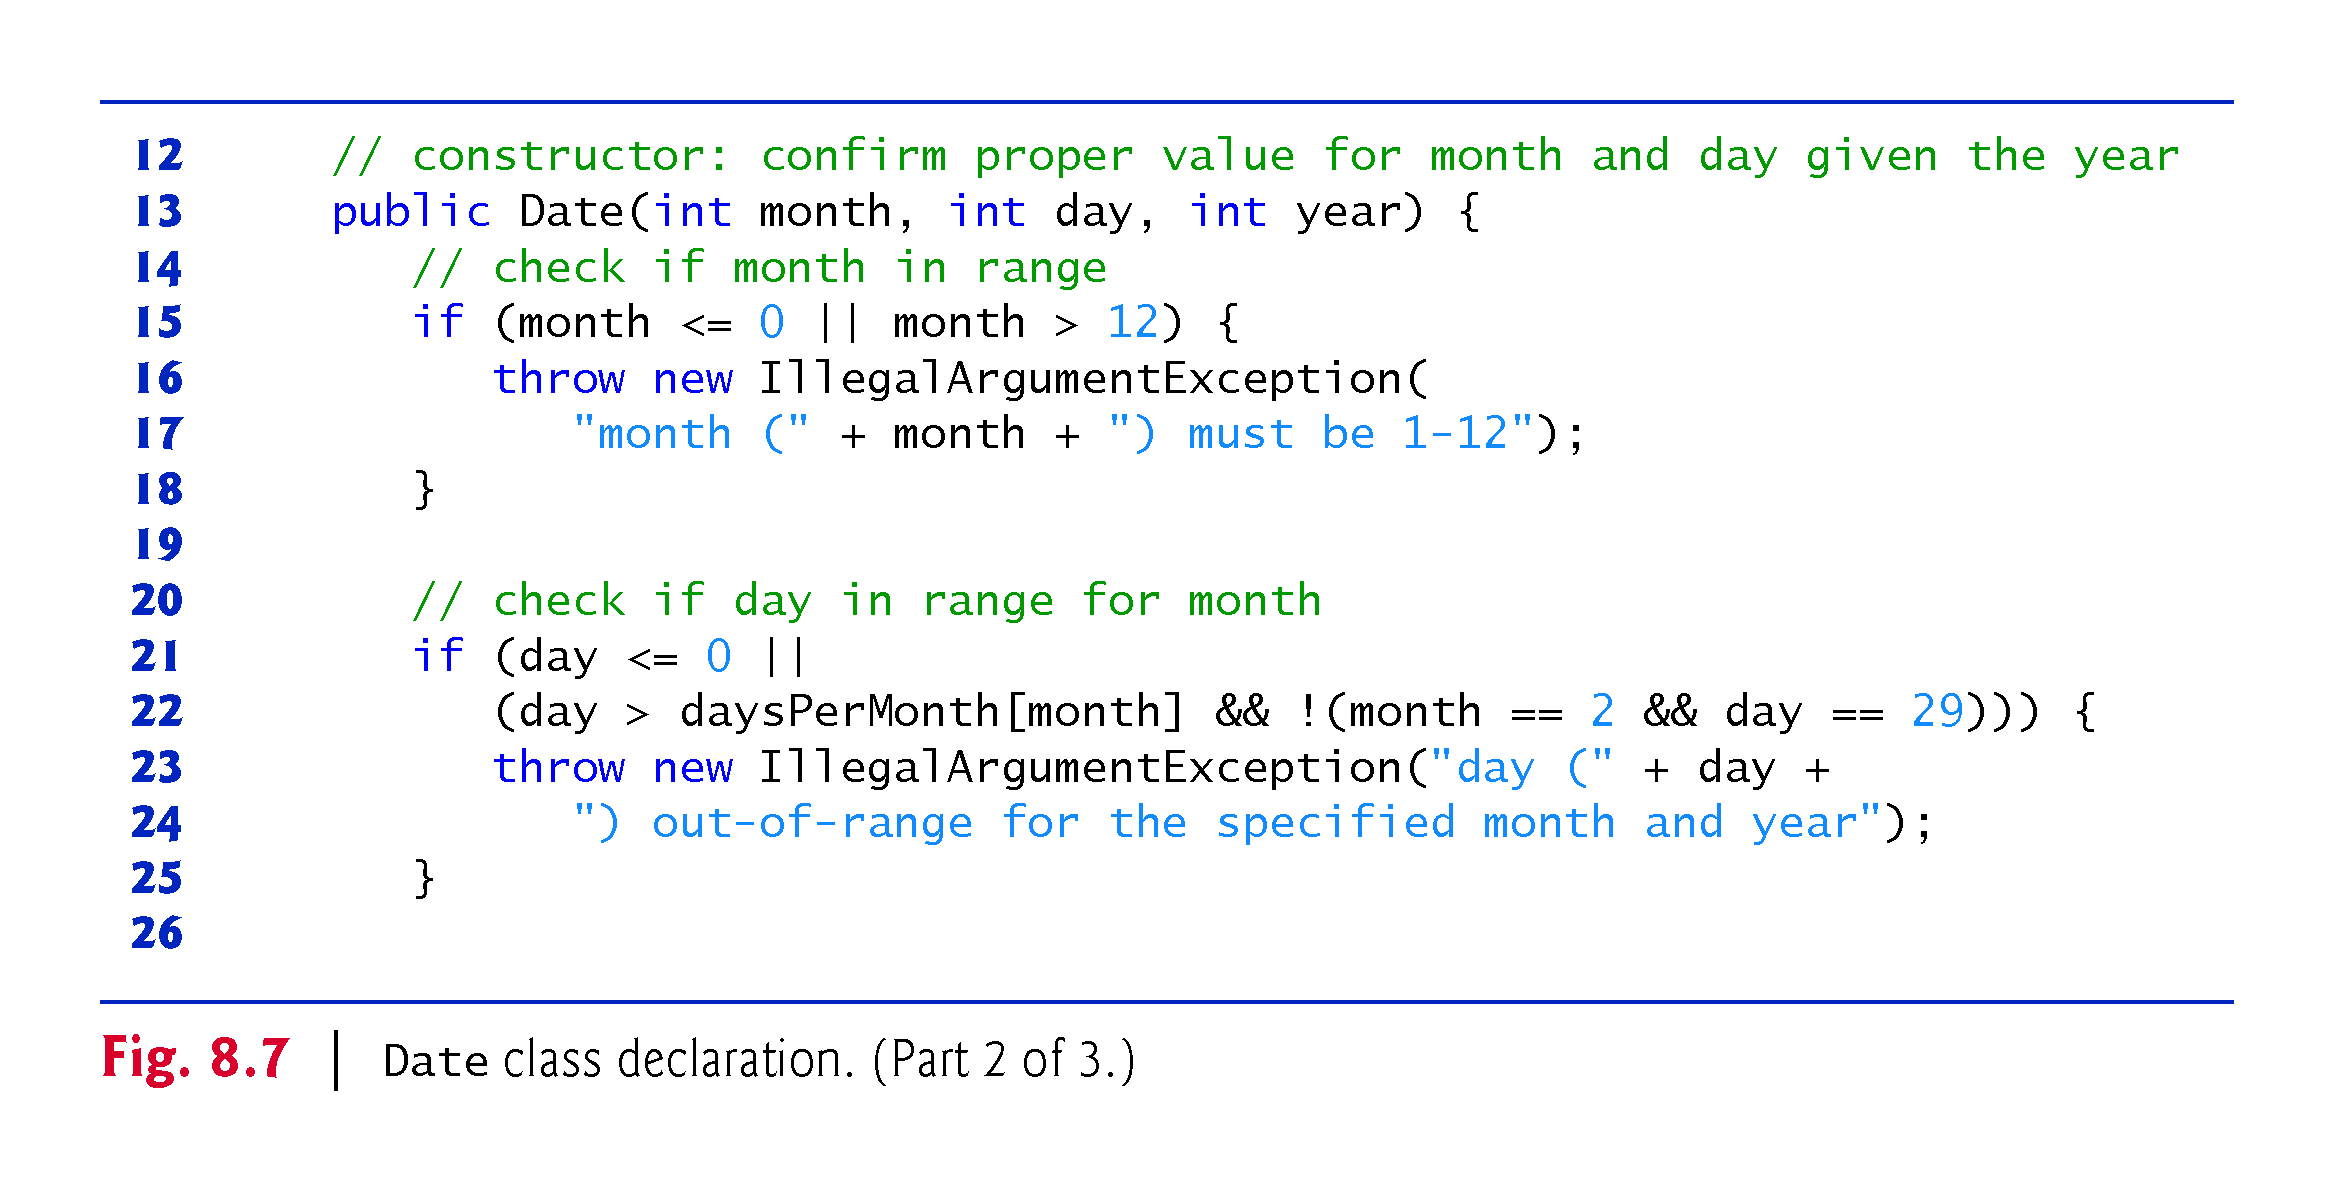 12 // constructor: confirm proper value for month and day given the year
13 public Date(int month, int day, int year) {
14 // check if month in range
15 if (month <= 0 || month > 12) {
16 throw new IllegalArgumentException(
17 "month (" + month + ") must be 1-12");
18 }
19
20 // check if day in range for month
21 if (day <= 0 ||
22 (day > daysPerMonth[month] && !(month == 2 && day == 29))) {
23 throw new IllegalArgumentException("day (" + day +
24 ") out-of-range for the specified month and year");
25 }
26
Fig. 8.7 | Date class declaration. (Part 2 of 3.)